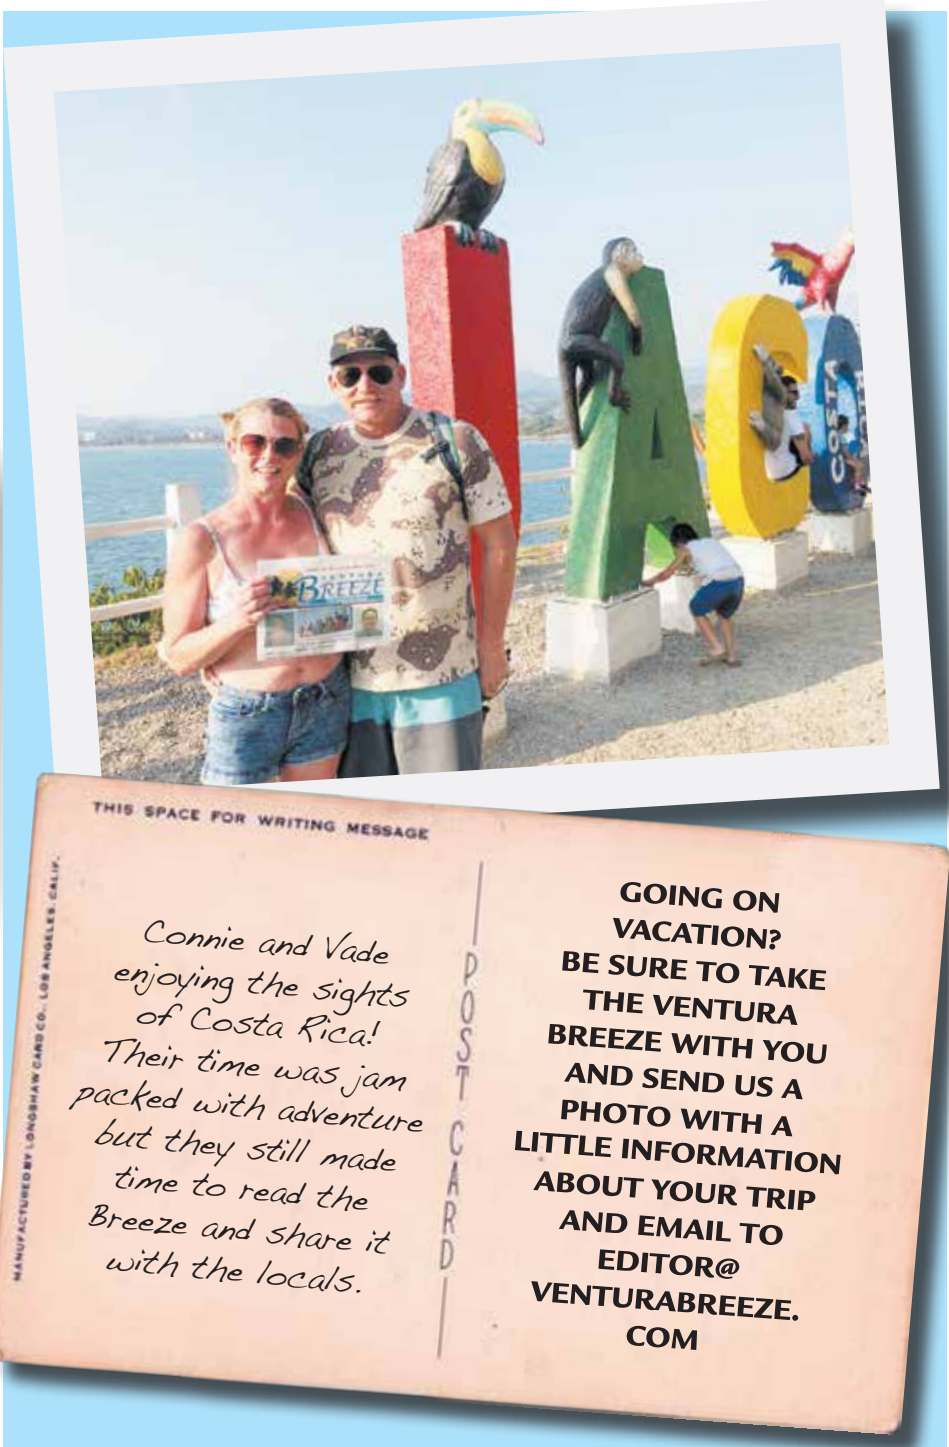 VENTURA
BREEZE
J
A
C
O
COSTA
THIS SPACE FOR WRITING MESSAGE
MANUFACTURED BY LONGSHAW CARD CO., LOS ANGELES, CALIF.
Connie and Vade
enjoying the sights
of Costa Rica!
Their time was jam
packed with adventure
but they still made
time to read the
Breeze and share it
with the locals.
POST CARD
GOING ON
VACATION?
BE SURE TO TAKE
THE VENTURA
BREEZE WITH YOU
AND SEND US A
PHOTO WITH A
LITTLE INFORMATION
ABOUT YOUR TRIP
AND EMAIL TO
EDITOR@
VENTURABREEZE.
COM